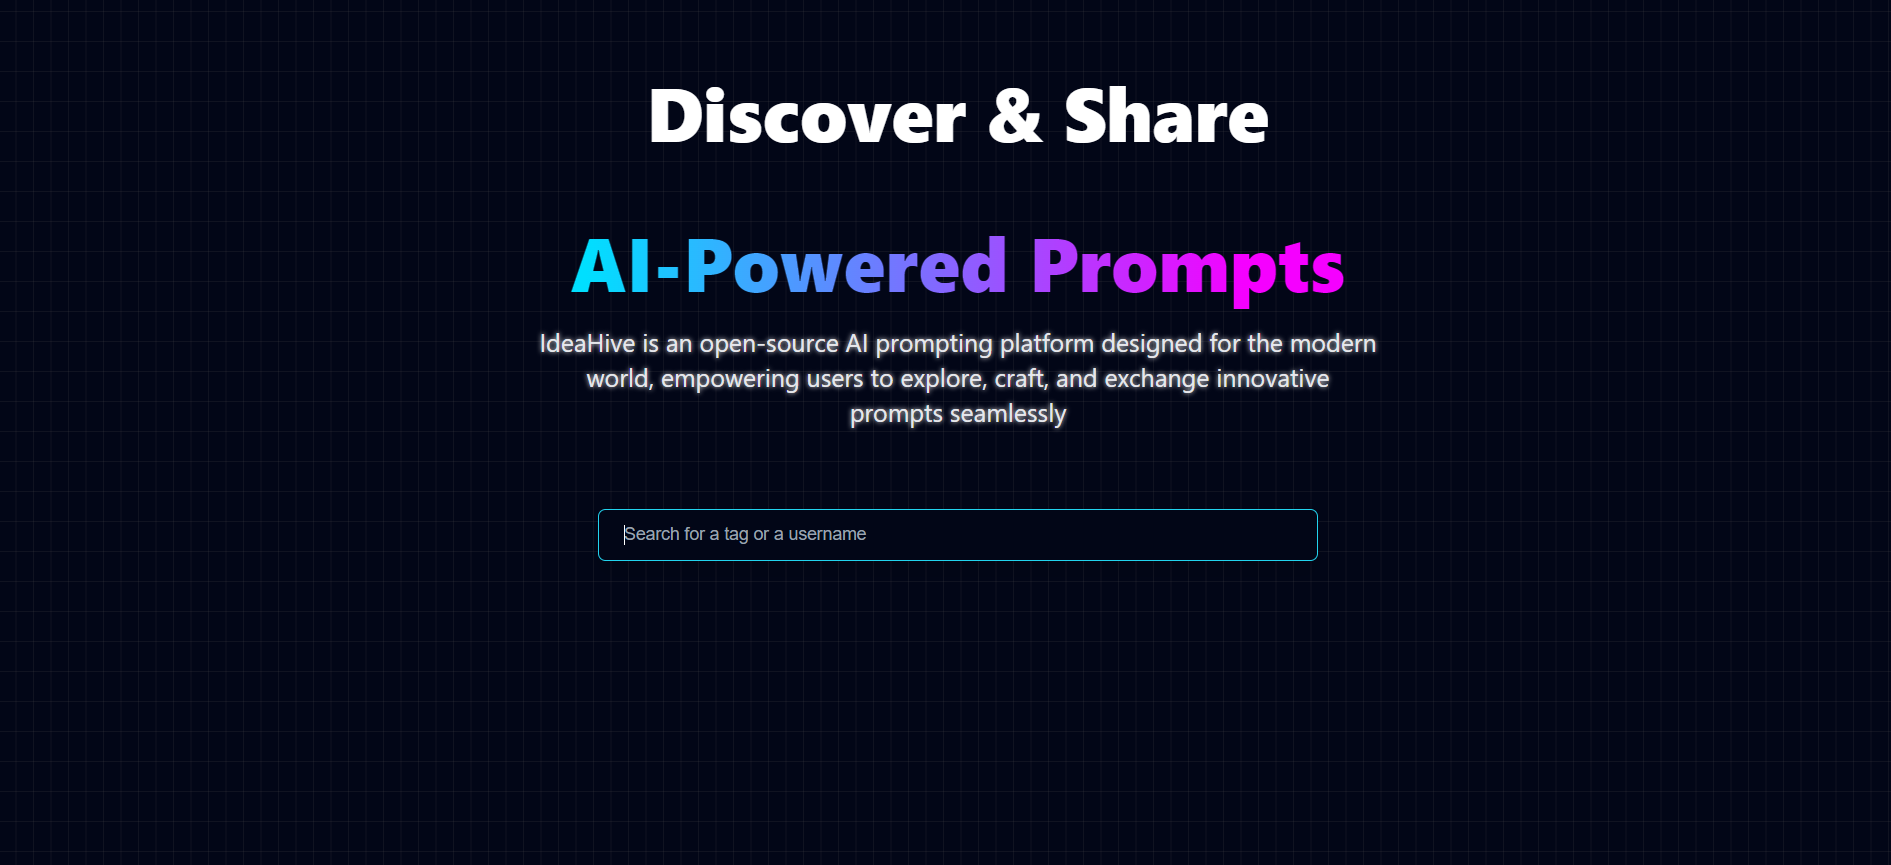 Discover & Share
AI-Powered Prompts
IdeaHive is an open-source AI prompting platform designed for the modern
world, empowering users to explore, craft, and exchange innovative
prompts seamlessly
Search for a tag or a username